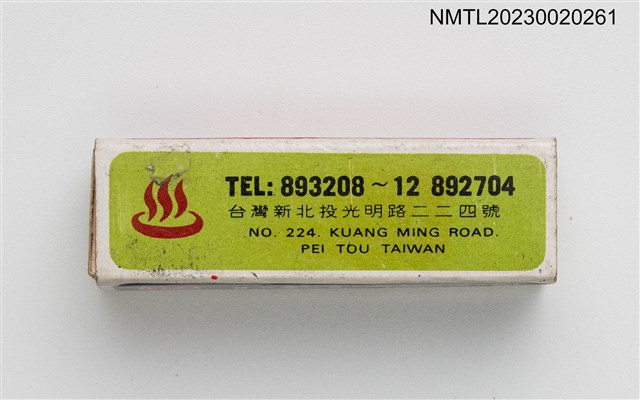 NMTL20230020261
TEL: 893208～12 892704
台灣新北投光明路二二四號
NO. 224. KUANG MING ROAD.
PEI TOU TAIWAN